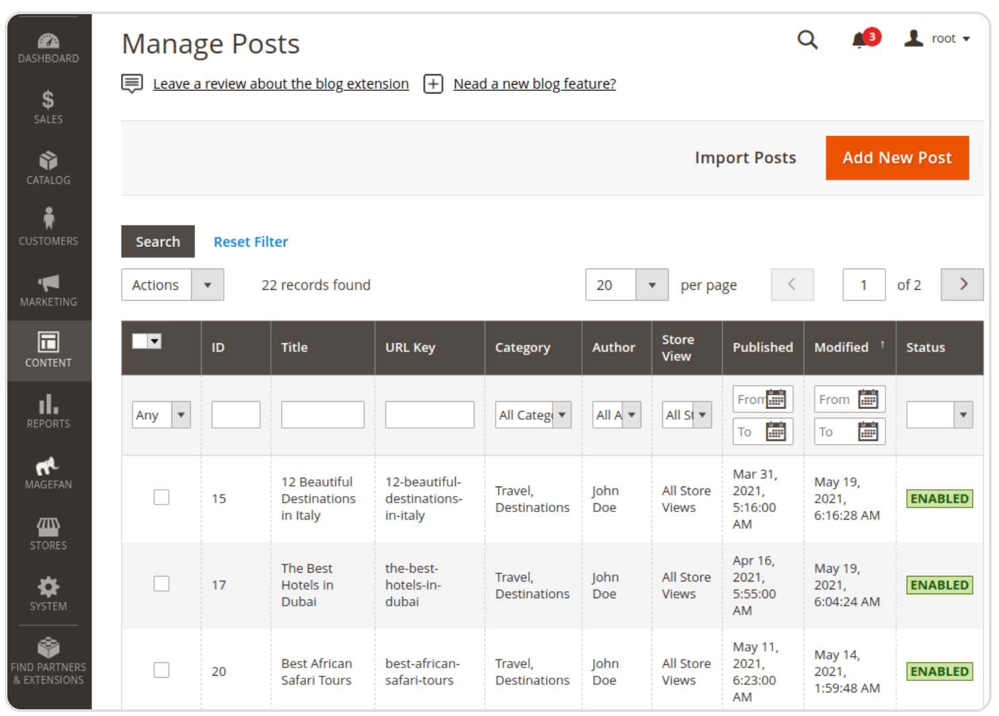 DASHBOARD
SALES
CATALOG
CUSTOMERS
MARKETING
CONTENT
REPORTS
MAGEFAN
STORES
SYSTEM
FIND PARTNERS
& EXTENSIONS
Manage Posts
3
root
Leave a review about the blog extension
Nead a new blog feature?
Import Posts
Add New Post
Search
Reset Filter
Actions
22 records found
20
per page
1
of 2
ID
Title
URL Key
Category
Author
Store
View
Published
Modified ↑
Status
Any
All Catego
All A
All St
From
To
From
To
15
12 Beautiful
Destinations
in Italy
12-beautiful-
destinations-
in-italy
Travel,
Destinations
John
Doe
All Store
Views
Mar 31,
2021,
5:16:00
AM
May 19,
2021,
6:16:28 AM
ENABLED
17
The Best
Hotels in
Dubai
the-best-
hotels-in-
dubai
Travel,
Destinations
John
Doe
All Store
Views
Apr 16,
2021,
5:55:00
AM
May 19,
2021,
6:04:24 AM
ENABLED
20
Best African
Safari Tours
best-african-
safari-tours
Travel,
Destinations
John
Doe
All Store
Views
May 11,
2021,
6:23:00
AM
May 14,
2021,
1:59:48 AM
ENABLED